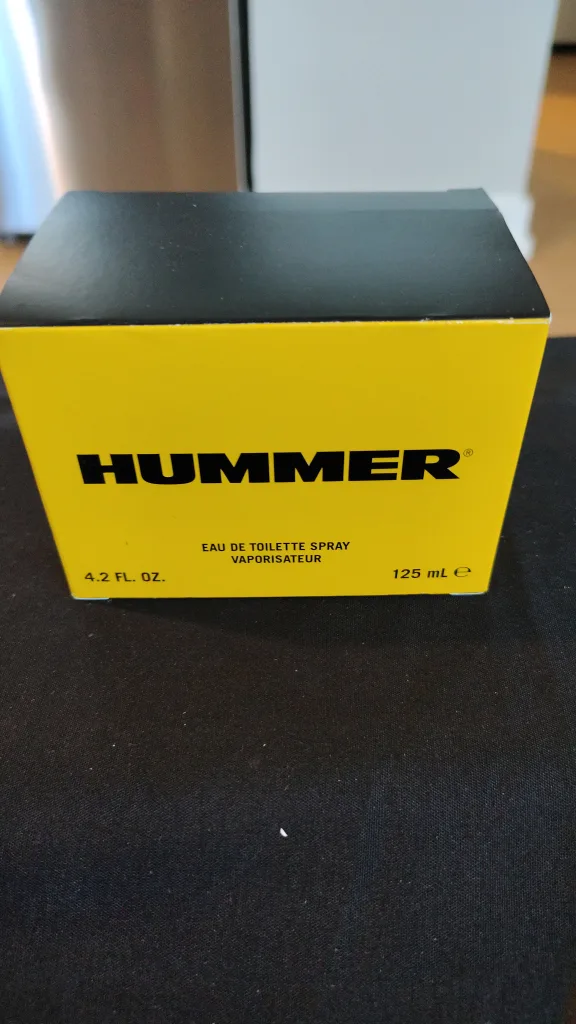 HUMMER®
EAU DE TOILETTE SPRAY
VAPORISATEUR
4.2 FL. OZ.
125 mL ℮